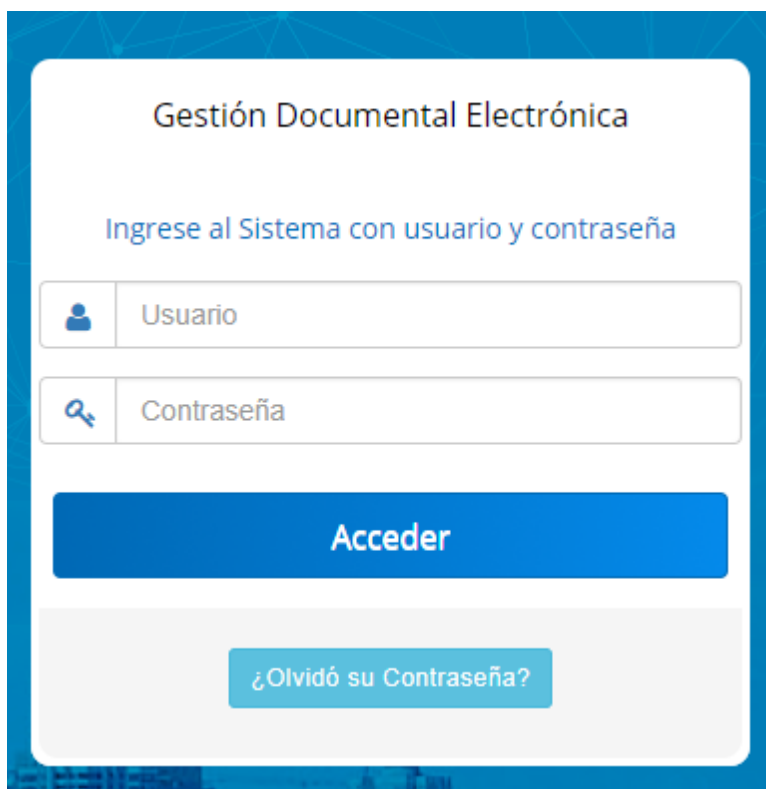 Gestión Documental Electrónica
Ingrese al Sistema con usuario y contraseña
Usuario
Contraseña
Acceder
¿Olvidó su Contraseña?